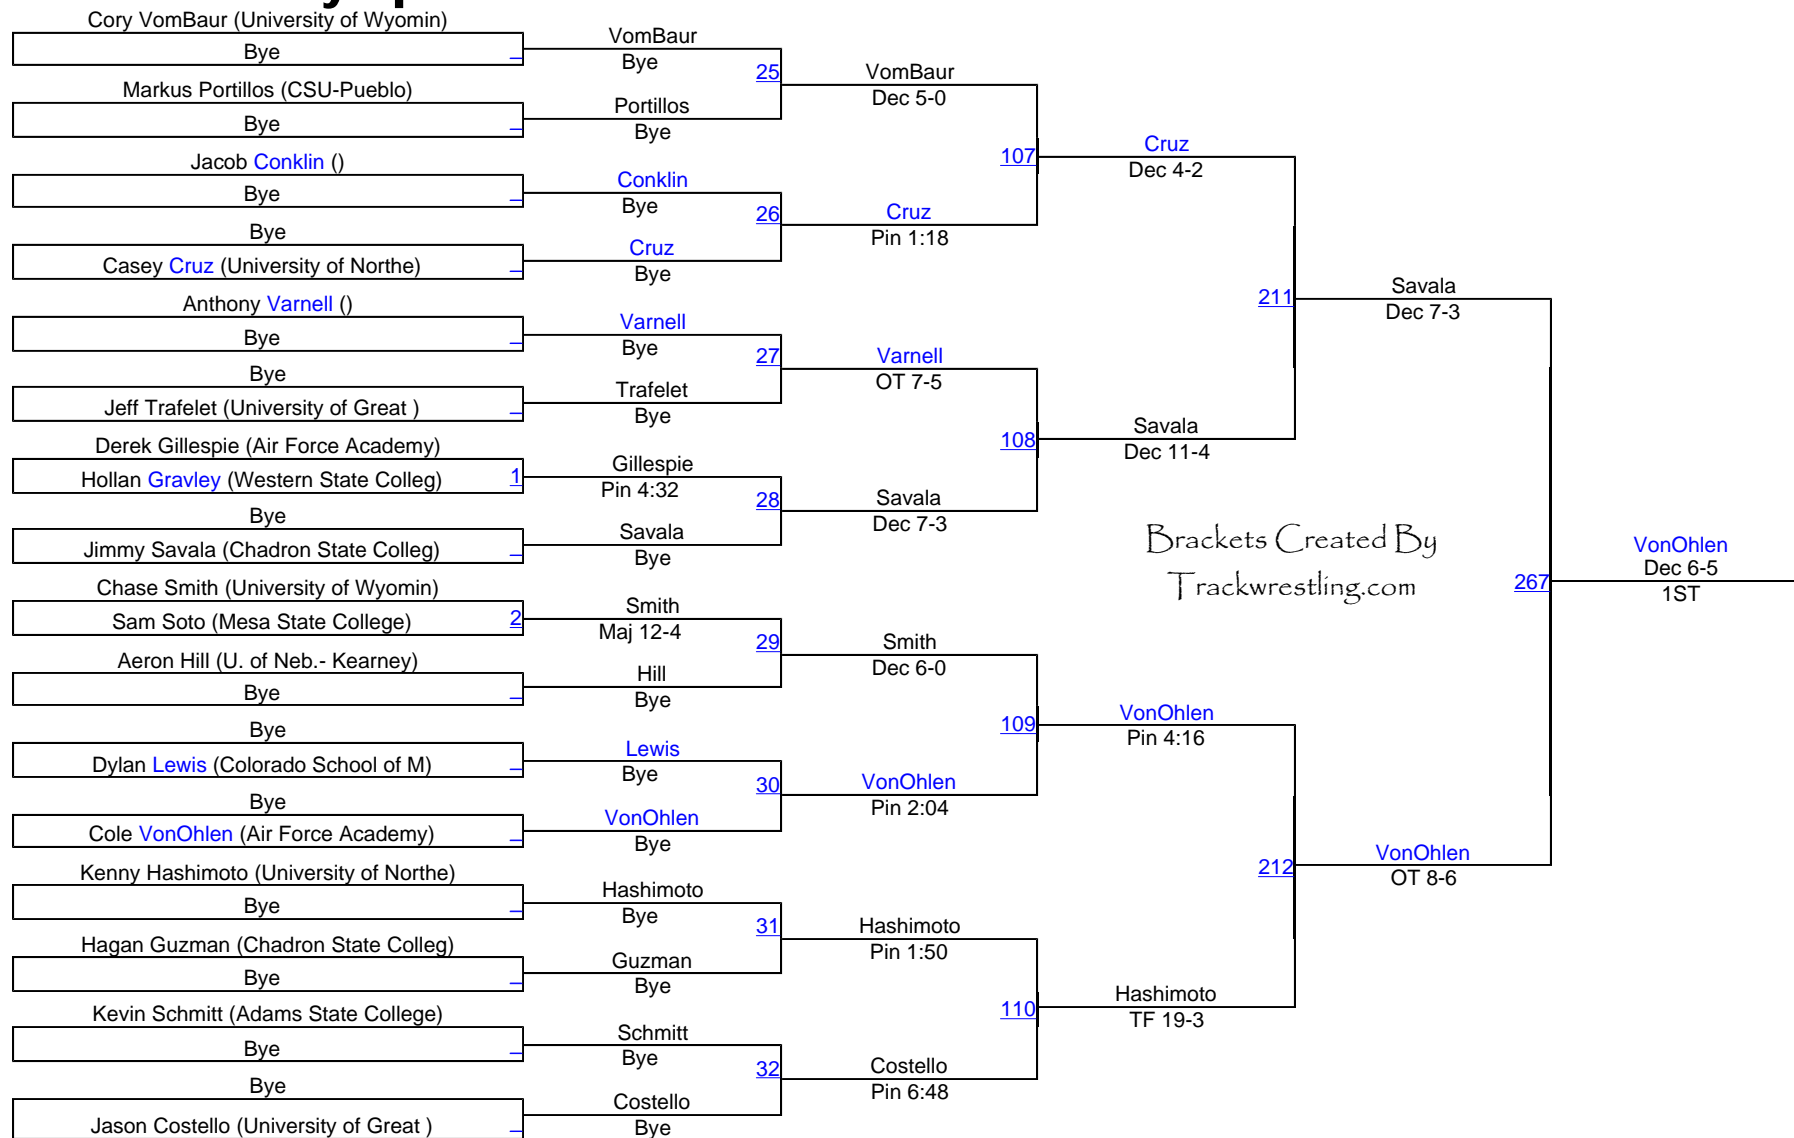 Cory VomBaur (University of Wyomin)
Bye
Markus Portillos (CSU-Pueblo)
Bye
Jacob Conklin ()
Bye
Bye
Casey Cruz (University of Northe)
Anthony Varnell ()
Bye
Bye
Jeff Trafelet (University of Great )
Derek Gillespie (Air Force Academy)
Hollan Gravley (Western State Colleg) 1
Bye
Jimmy Savala (Chadron State Colleg)
Chase Smith (University of Wyomin)
Sam Soto (Mesa State College) 2
Aeron Hill (U. of Neb.- Kearney)
Bye
Bye
Dylan Lewis (Colorado School of M)
Bye
Cole VonOhlen (Air Force Academy)
Kenny Hashimoto (University of Northe)
Bye
Hagan Guzman (Chadron State Colleg)
Bye
Kevin Schmitt (Adams State College)
Bye
Bye
Jason Costello (University of Great )
VomBaur
Bye
25
Portillos
Bye
Conklin
Bye
26
Cruz
Bye
Varnell
Bye
27
Trafelet
Bye
Gillespie
Pin 4:32
28
Savala
Bye
Smith
Maj 12-4
29
Hill
Bye
Lewis
Bye
30
VonOhlen
Bye
Hashimoto
Bye
31
Guzman
Bye
Schmitt
Bye
32
Costello
Bye
VomBaur
Dec 5-0
107
Cruz
Pin 1:18
Varnell
OT 7-5
108
Savala
Dec 7-3
Smith
Dec 6-0
109
VonOhlen
Pin 2:04
Hashimoto
Pin 1:50
110
Costello
Pin 6:48
Cruz
Dec 4-2
211
Savala
Dec 11-4
Brackets Created By
Trackwrestling.com
VonOhlen
Pin 4:16
212
Hashimoto
TF 19-3
Savala
Dec 7-3
267
VonOhlen
OT 8-6
VonOhlen
Dec 6-5
1ST